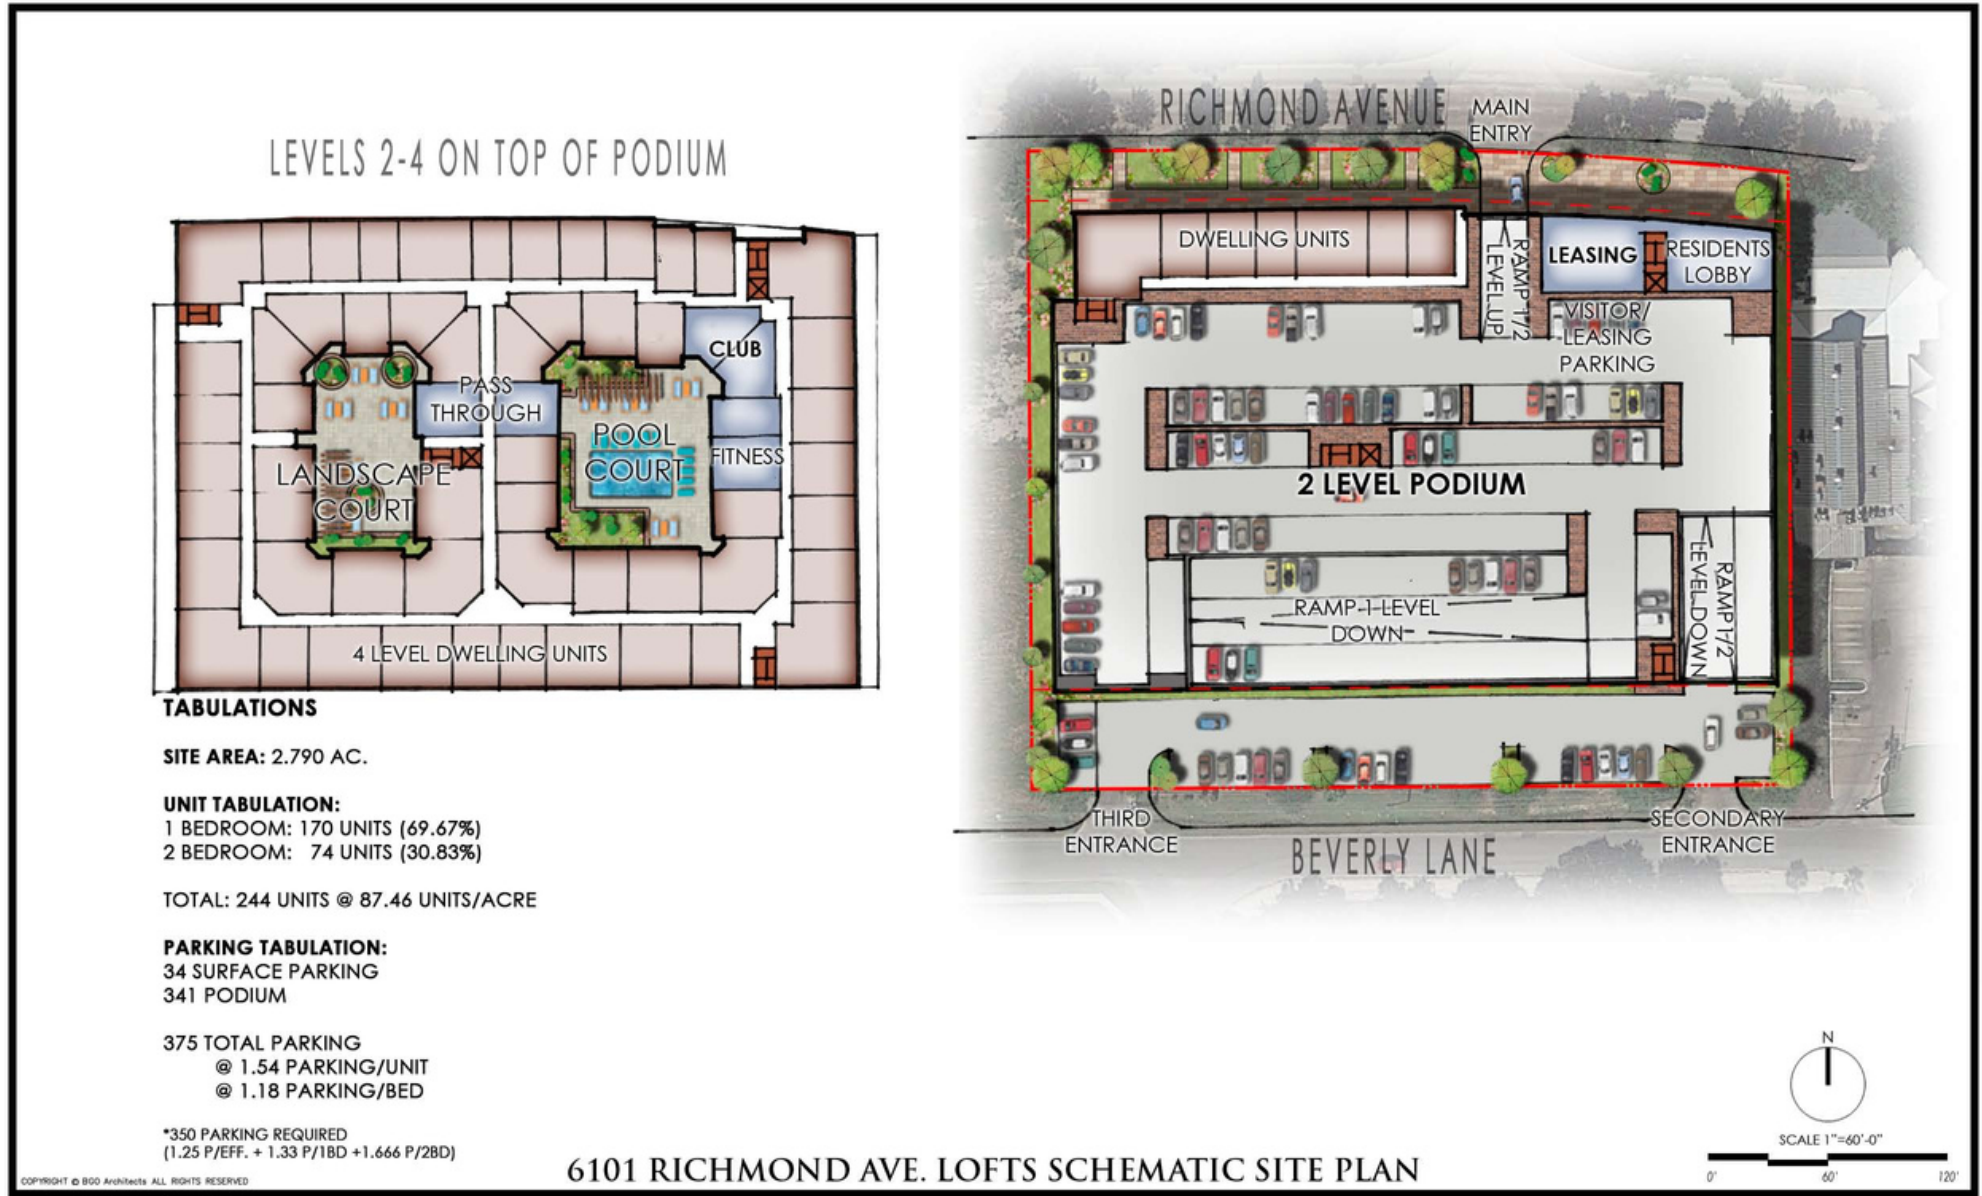 LEVELS 2-4 ON TOP OF PODIUM
CLUB
PASS
THROUGH
POOL
COURT
FITNESS
LANDSCAPE
COURT
4 LEVEL DWELLING UNITS
TABULATIONS
SITE AREA: 2.790 AC.
UNIT TABULATION:
1 BEDROOM: 170 UNITS (69.67%)
2 BEDROOM: 74 UNITS (30.83%)
TOTAL: 244 UNITS @ 87.46 UNITS/ACRE
PARKING TABULATION:
34 SURFACE PARKING
341 PODIUM
375 TOTAL PARKING
@ 1.54 PARKING/UNIT
@ 1.18 PARKING/BED
*350 PARKING REQUIRED
(1.25 P/EFF. + 1.33 P/1BD +1.666 P/2BD)
COPYRIGHT © BGO Architects ALL RIGHTS RESERVED
RICHMOND AVENUE
MAIN
ENTRY
DWELLING UNITS
RAMP 1/2
LEVEL UP
LEASING
RESIDENTS
LOBBY
VISITOR/
LEASING
PARKING
2 LEVEL PODIUM
RAMP 1 LEVEL
DOWN
RAMP 1/2
LEVEL DOWN
THIRD
ENTRANCE
SECONDARY
ENTRANCE
BEVERLY LANE
N
SCALE 1"=60'-0"
0'
60'
120'
6101 RICHMOND AVE. LOFTS SCHEMATIC SITE PLAN